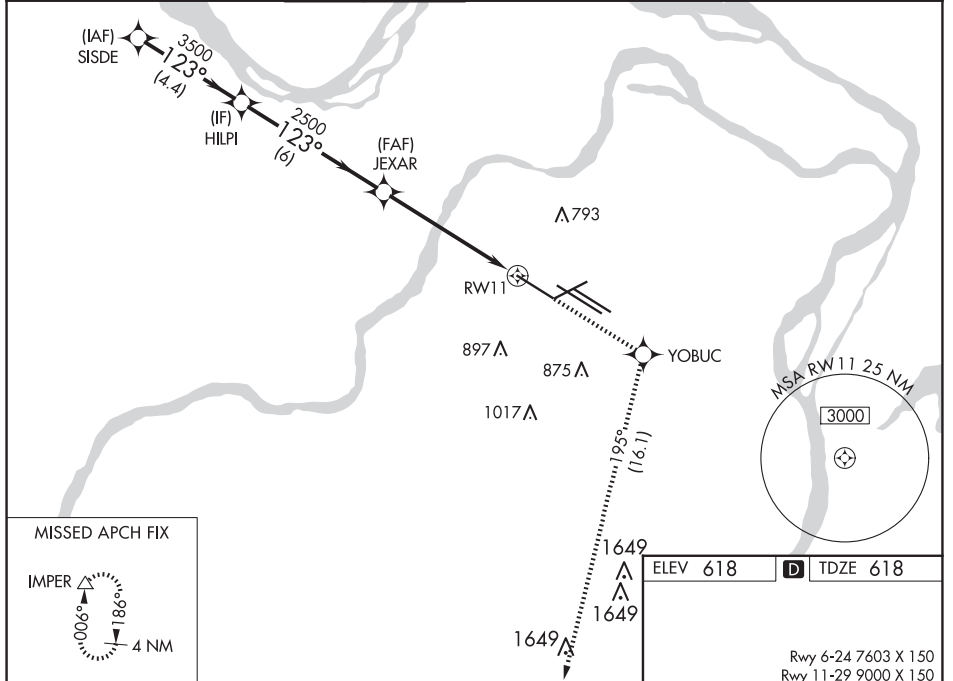 (IAF)
SISDE
3500
123°
(4.4)
(IF)
HILPI
2500
123°
(6)
(FAF)
JEXAR
793
RW11
897
875
YOBUC
1017
MSA RW11 25 NM
3000
195°
(16.1)
MISSED APCH FIX
IMPER
006°
186°
4 NM
1649
1649
1649
ELEV 618
D
TDZE 618
Rwy 6-24 7603 X 150
Rwy 11-29 9000 X 150